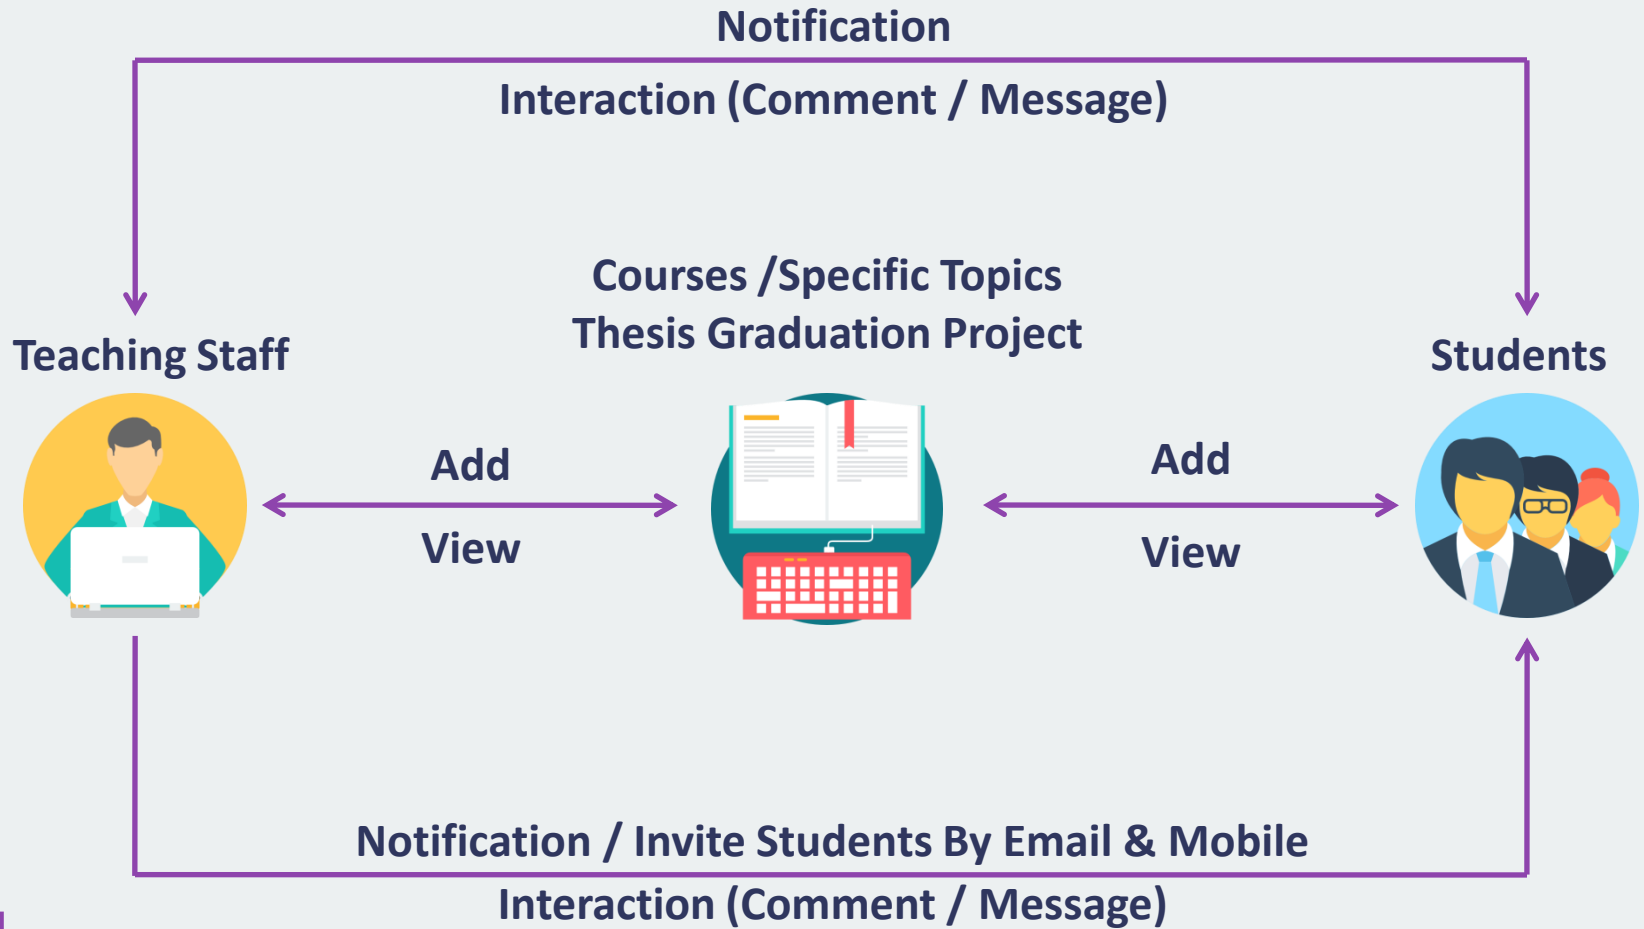 Notification
Interaction (Comment / Message)
Courses /Specific Topics
Thesis Graduation Project
Teaching Staff
Students
Add
View
Add
View
Notification / Invite Students By Email & Mobile
Interaction (Comment / Message)